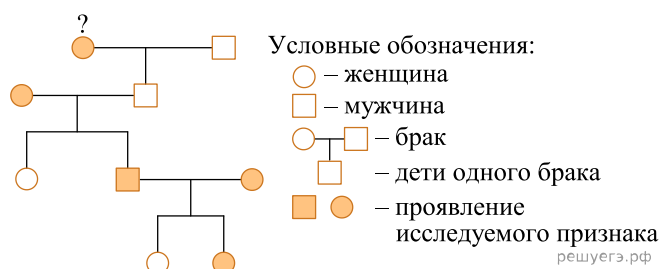 ?
Условные обозначения:
– женщина
– мужчина
– брак
– дети одного брака
– проявление
исследуемого признака
решуегэ.рф